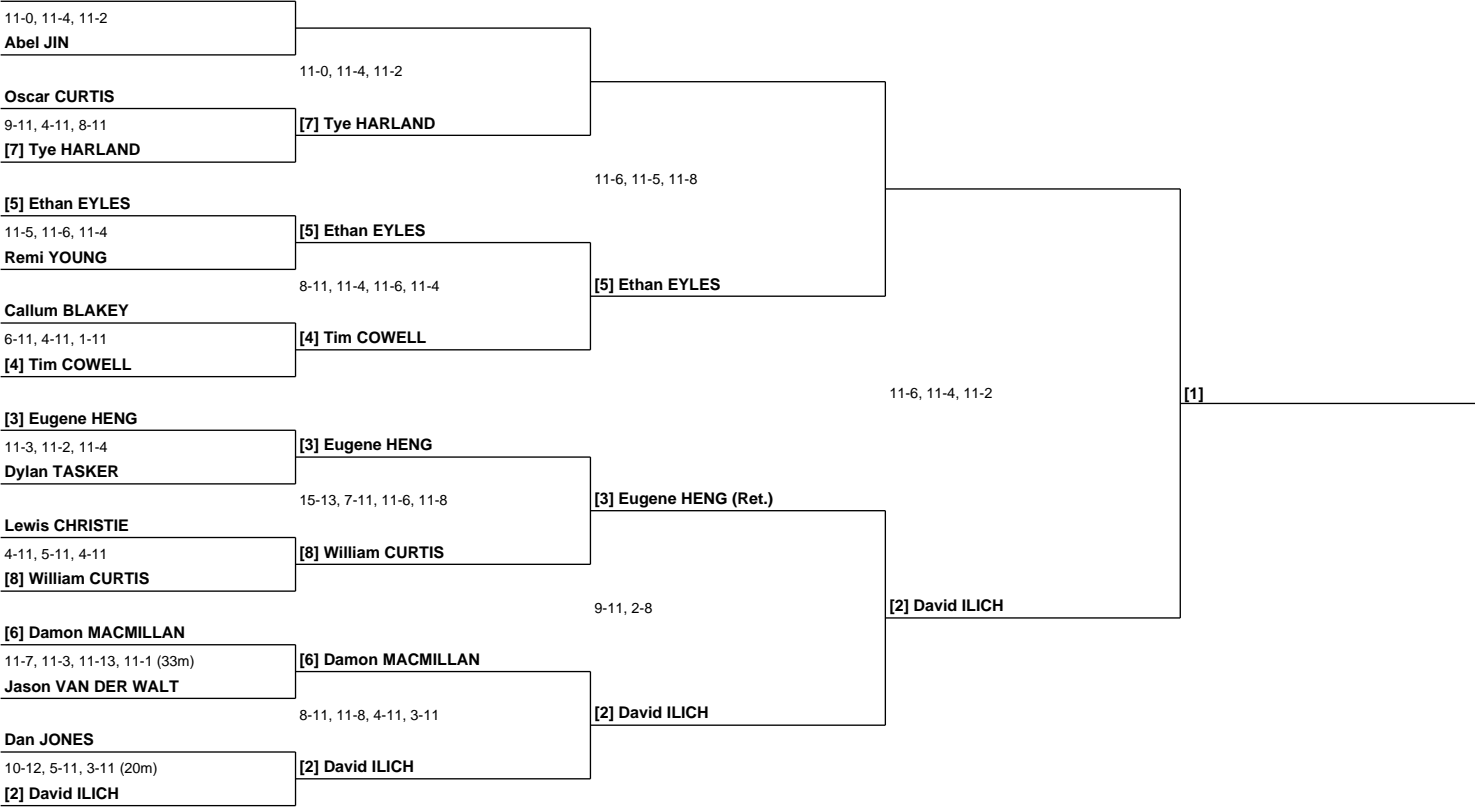 11-0, 11-4, 11-2
Abel JIN
11-0, 11-4, 11-2
Oscar CURTIS
9-11, 4-11, 8-11
[7] Tye HARLAND
[7] Tye HARLAND
11-6, 11-5, 11-8
[5] Ethan EYLES
11-5, 11-6, 11-4
[5] Ethan EYLES
Remi YOUNG
8-11, 11-4, 11-6, 11-4
[5] Ethan EYLES
Callum BLAKEY
6-11, 4-11, 1-11
[4] Tim COWELL
[4] Tim COWELL
11-6, 11-4, 11-2
[1]
[3] Eugene HENG
11-3, 11-2, 11-4
[3] Eugene HENG
Dylan TASKER
15-13, 7-11, 11-6, 11-8
[3] Eugene HENG (Ret.)
Lewis CHRISTIE
4-11, 5-11, 4-11
[8] William CURTIS
[8] William CURTIS
9-11, 2-8
[2] David ILICH
[6] Damon MACMILLAN
11-7, 11-3, 11-13, 11-1 (33m)
[6] Damon MACMILLAN
Jason VAN DER WALT
8-11, 11-8, 4-11, 3-11
[2] David ILICH
Dan JONES
10-12, 5-11, 3-11 (20m)
[2] David ILICH
[2] David ILICH